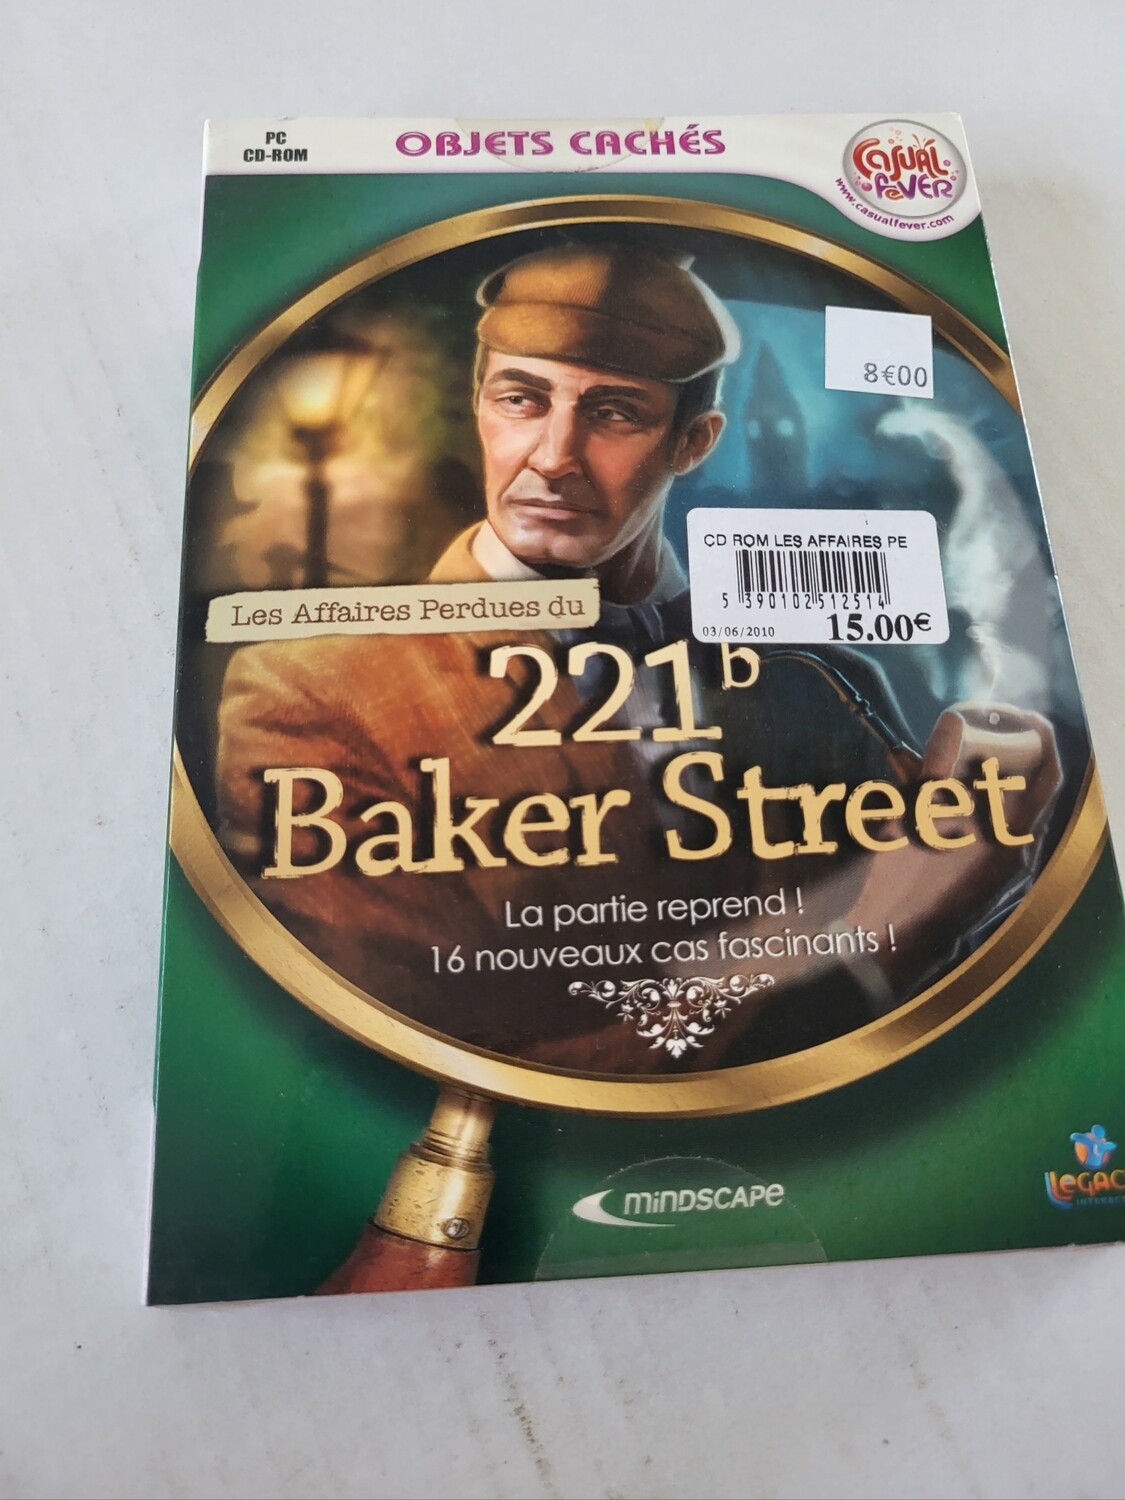 PC
CD-ROM
OBJETS CACHÉS
CASUAL
FEVER
www.casualfever.com
8€00
CD ROM LES AFFAIRES PE
5 390102 512514
03/06/2010 15.00€
Les Affaires Perdues du
221b
Baker Street
La partie reprend !
16 nouveaux cas fascinants !
mindscape
Legac
INTERACT